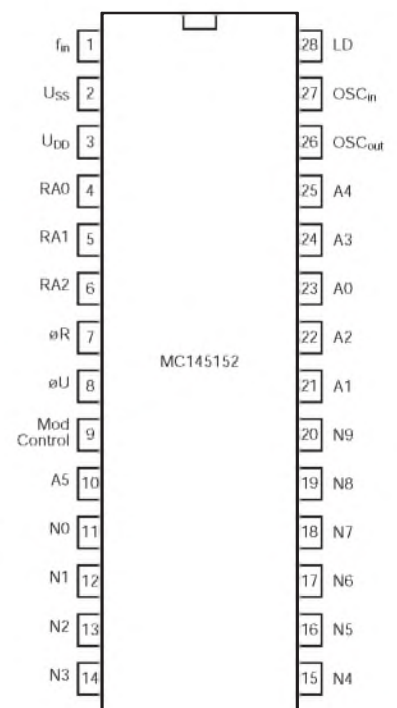 fin 1 28 LD
USS 2 27 OSCin
UDD 3 26 OSCout
RA0 4 25 A4
RA1 5 24 A3
RA2 6 23 A0
øR 7 22 A2
MC145152
øU 8 21 A1
Mod
Control 9 20 N9
A5 10 19 N8
N0 11 18 N7
N1 12 17 N6
N2 13 16 N5
N3 14 15 N4